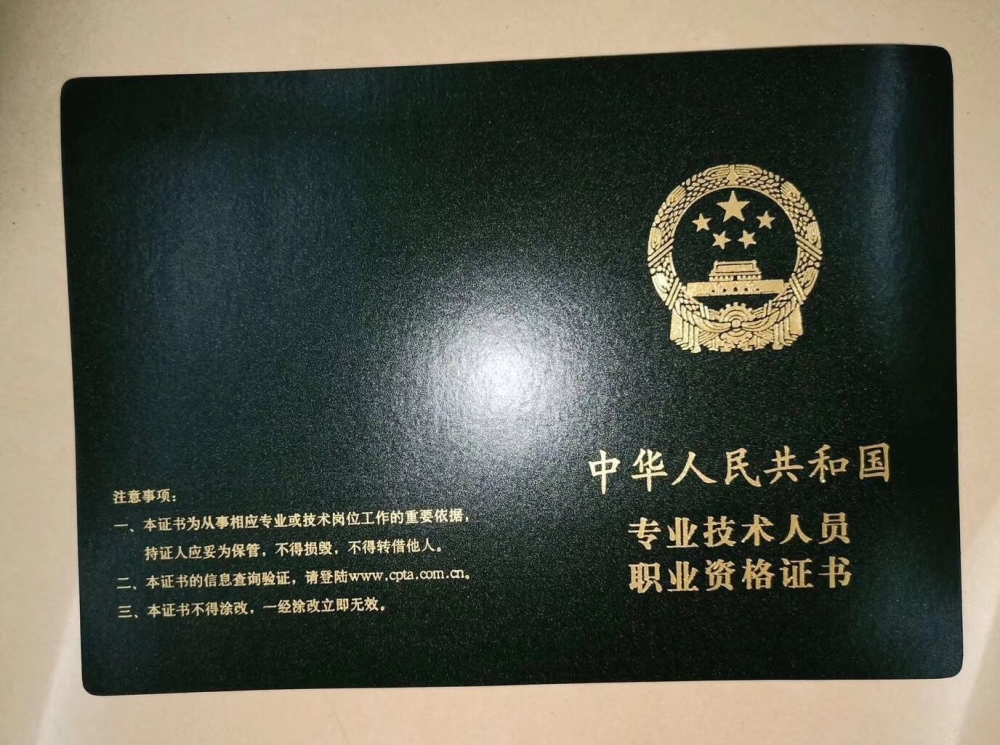 中华人民共和国
专业技术人员
职业资格证书
注意事项：
一、本证书为从事相应专业或技术岗位工作的重要依据，
持证人应妥为保管，不得损毁，不得转借他人。
二、本证书的信息查询验证，请登陆www.cpta.com.cn。
三、本证书不得涂改，一经涂改立即无效。